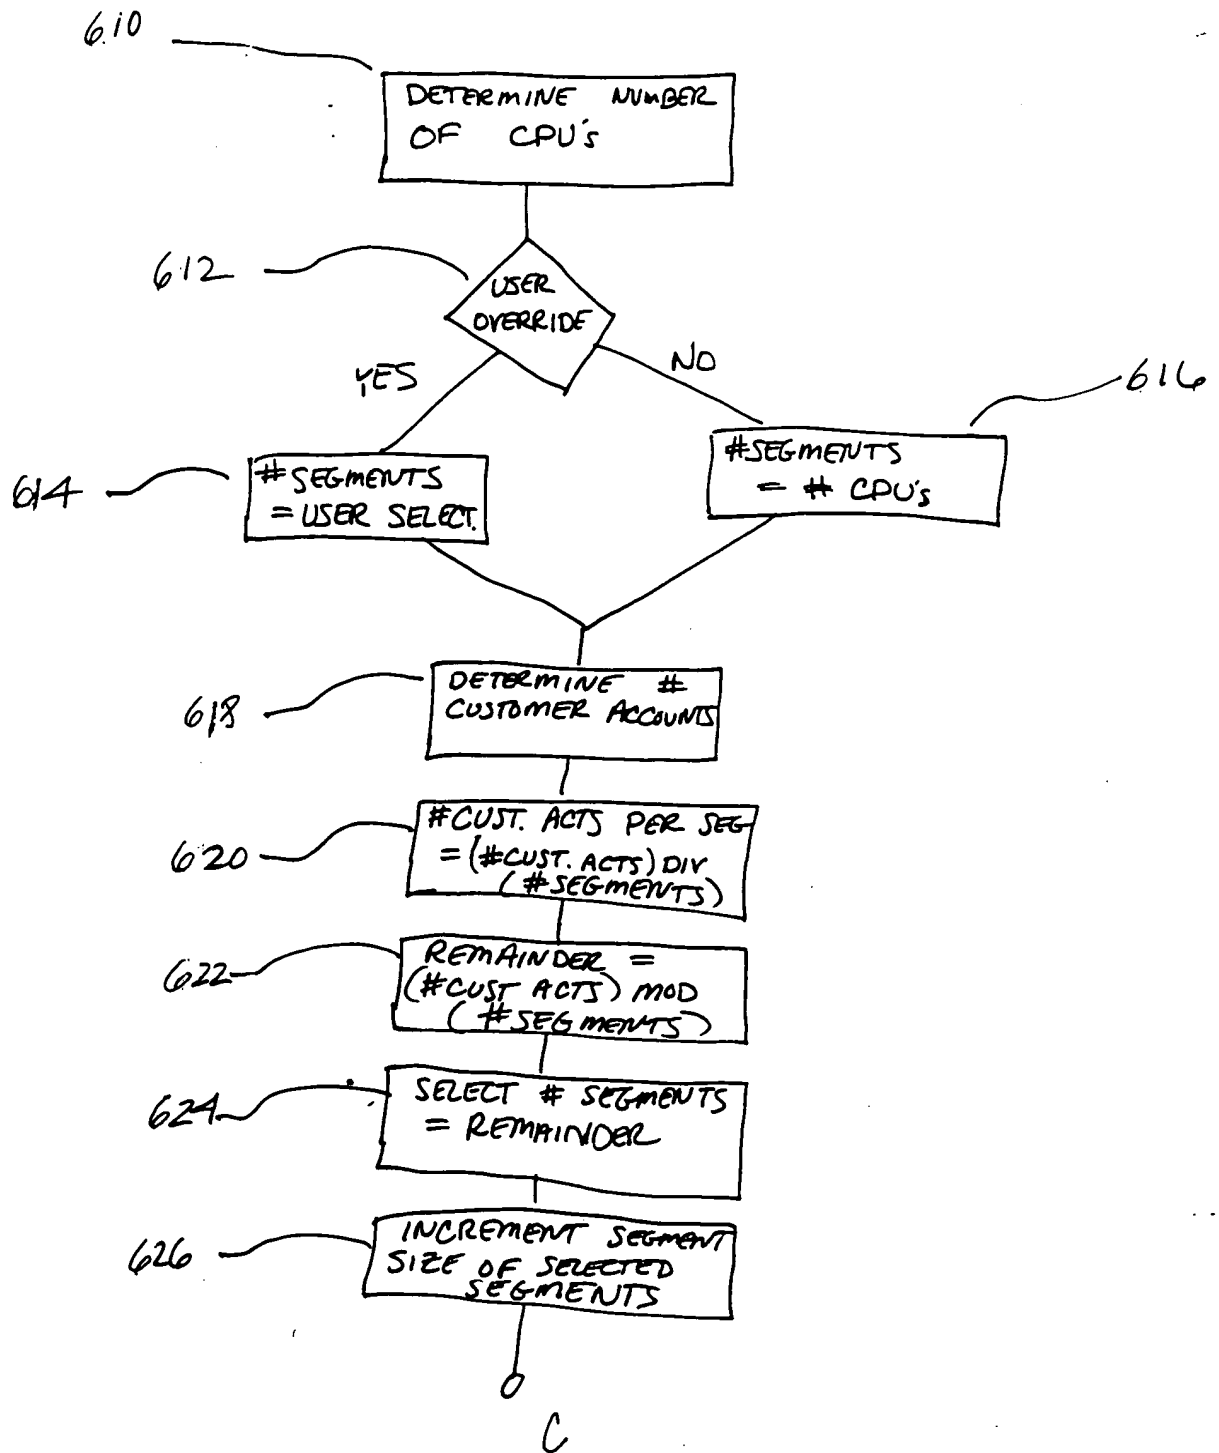 610
DETERMINE NUMBER
OF CPU's
612
USER
OVERRIDE
YES
NO
616
614
# SEGMENTS
= USER SELECT.
#SEGMENTS
= # CPU's
618
DETERMINE #
CUSTOMER ACCOUNTS
620
#CUST. ACTS PER SEG
= (#CUST. ACTS) DIV
(#SEGMENTS)
622
REMAINDER =
(#CUST ACTS) MOD
(#SEGMENTS)
624
SELECT # SEGMENTS
= REMAINDER
626
INCREMENT SEGMENT
SIZE OF SELECTED
SEGMENTS
C